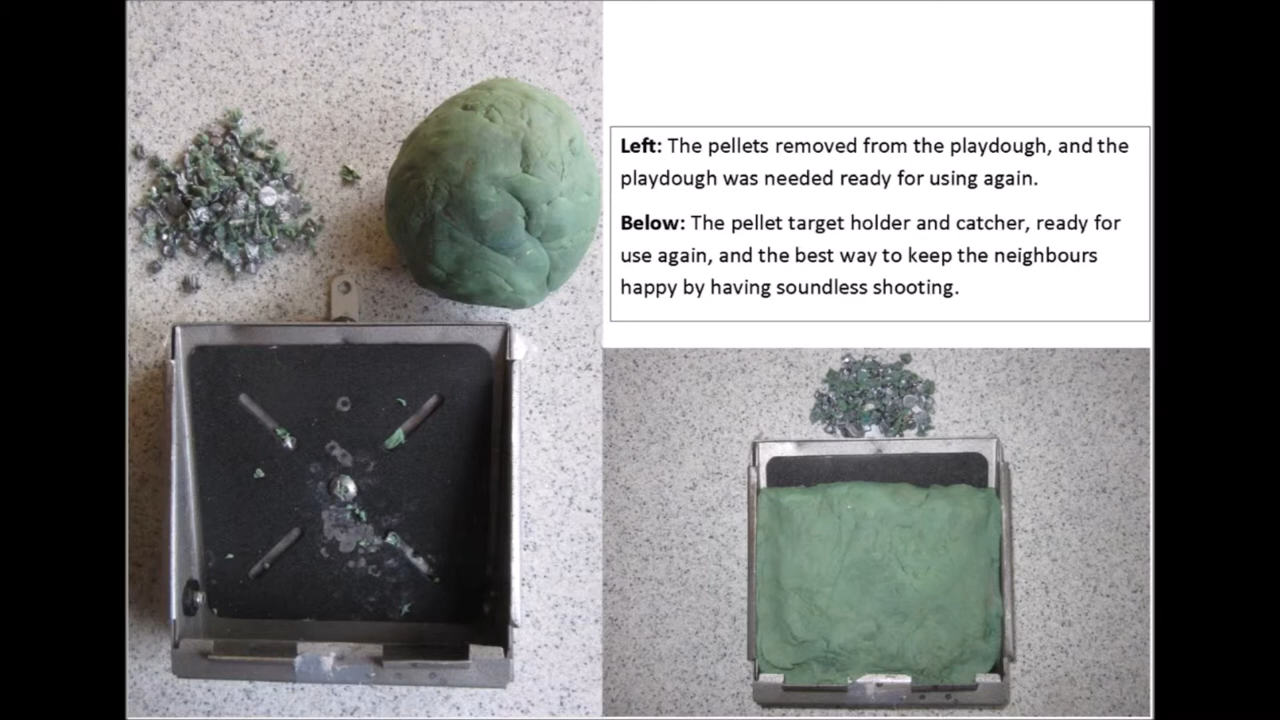 Left: The pellets removed from the playdough, and the
playdough was needed ready for using again.
Below: The pellet target holder and catcher, ready for
use again, and the best way to keep the neighbours
happy by having soundless shooting.